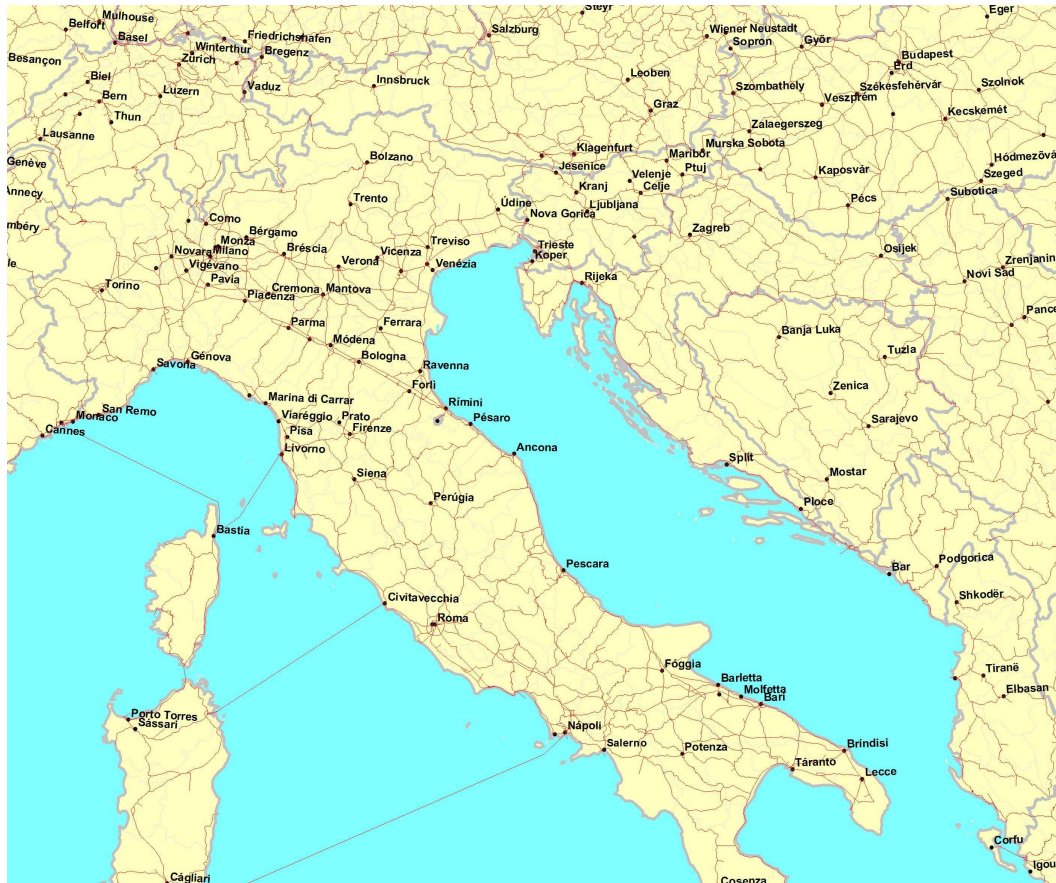 Steyr
Eger
Mulhouse
Belfort
Basel
Friedrichshafen
Salzburg
Wiener Neustadt
Sopron
Györ
Winterthur
Bregenz
Zürich
Besançon
Budapest
Erd
Biel
Vaduz
Innsbruck
Leoben
Szombathely
Székesfehérvár
Szolnok
Luzern
Bern
Veszprém
Graz
Thun
Kecskemét
Zalaegerszeg
Lausanne
Murska Sobota
Klagenfurt
Maribor
Bolzano
Genève
Jesenice
Ptuj
Hódmezövá
Velenje
Celje
Kaposvár
Szeged
Annecy
Kranj
Subotica
Trento
Pécs
Ljubljana
Údine
Como
Nova Gorica
mbéry
Bérgamo
Zagreb
Monza
Treviso
Trieste
Novara
Milano
Bréscia
Vicenza
Koper
Osijek
Verona
Venézia
Zrenjanin
le
Vigévano
Rijeka
Novi Sad
Pavia
Torino
Cremona
Mantova
Piacenza
Pance
Parma
Ferrara
Banja Luka
Módena
Tuzla
Génova
Bologna
Savona
Ravenna
Forlì
Zenica
Marina di Carrar
Rímini
San Remo
Monaco
Viaréggio
Prato
Pésaro
Sarajevo
Cannes
Pisa
Firenze
Livorno
Ancona
Split
Siena
Mostar
Perúgia
Ploce
Bastia
Pescara
Podgorica
Bar
Civitavecchia
Shkodër
Roma
Fóggia
Tiranë
Barletta
Molfetta
Elbasan
Bari
Porto Torres
Sássari
Nápoli
Salerno
Potenza
Brindisi
Táranto
Lecce
Corfu
Igou
Cágliari
Cosenza